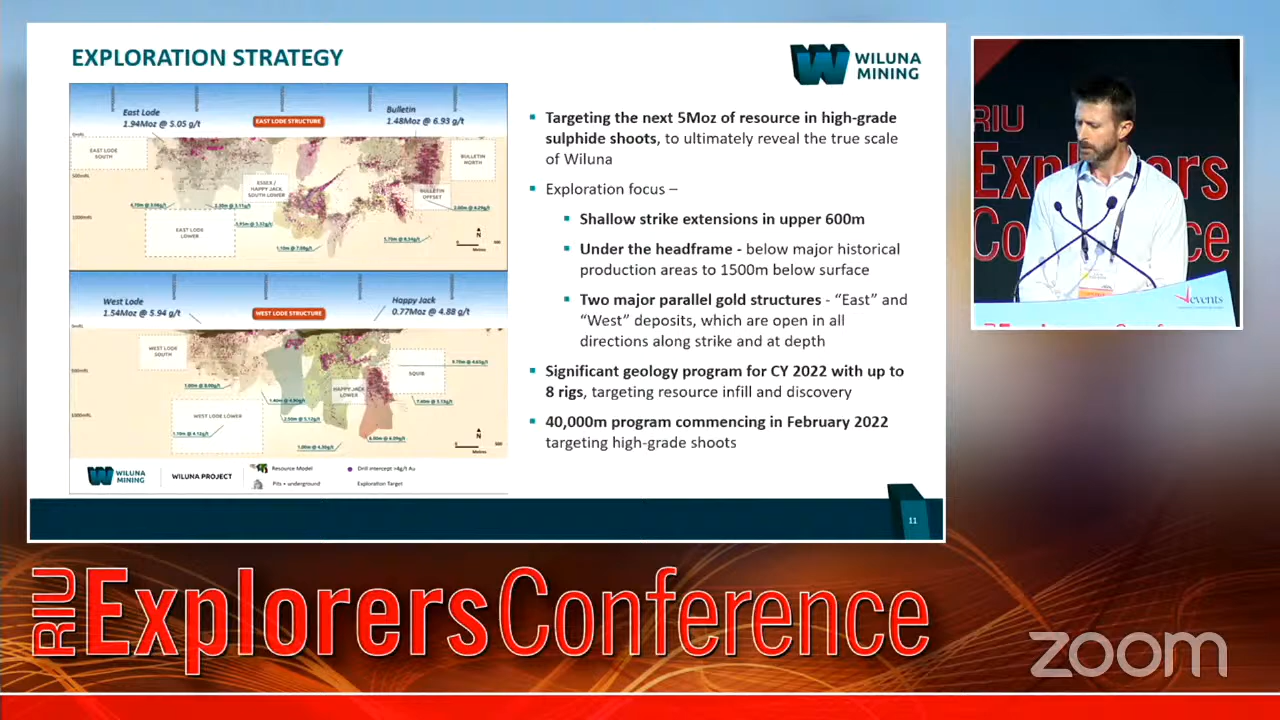 EXPLORATION STRATEGY
WILUNA
MINING
East Lode
1.94Moz @ 5.05 g/t
EAST LODE STRUCTURE
Bulletin
1.48Moz @ 6.93 g/t
EAST LODE
SOUTH
BULLETIN
NORTH
ESSEX /
HAPPY JACK
SOUTH LOWER
BULLETIN
OFFSET
EAST LODE
LOWER
West Lode
1.54Moz @ 5.94 g/t
WEST LODE STRUCTURE
Happy Jack
0.77Moz @ 4.88 g/t
WEST LODE
SOUTH
SQUIB
HAPPY JACK
LOWER
WEST LODE LOWER
WILUNA
MINING
WILUNA PROJECT
Resource Model
Drill intercept >4g/t Au
Pits + underground
Exploration Target
Targeting the next 5Moz of resource in high-grade
sulphide shoots, to ultimately reveal the true scale
of Wiluna
Exploration focus –
Shallow strike extensions in upper 600m
Under the headframe - below major historical
production areas to 1500m below surface
Two major parallel gold structures - “East” and
“West” deposits, which are open in all
directions along strike and at depth
Significant geology program for CY 2022 with up to
8 rigs, targeting resource infill and discovery
40,000m program commencing in February 2022
targeting high-grade shoots
11
RIU
Conference
events
RIU ExplorersConference
zoom